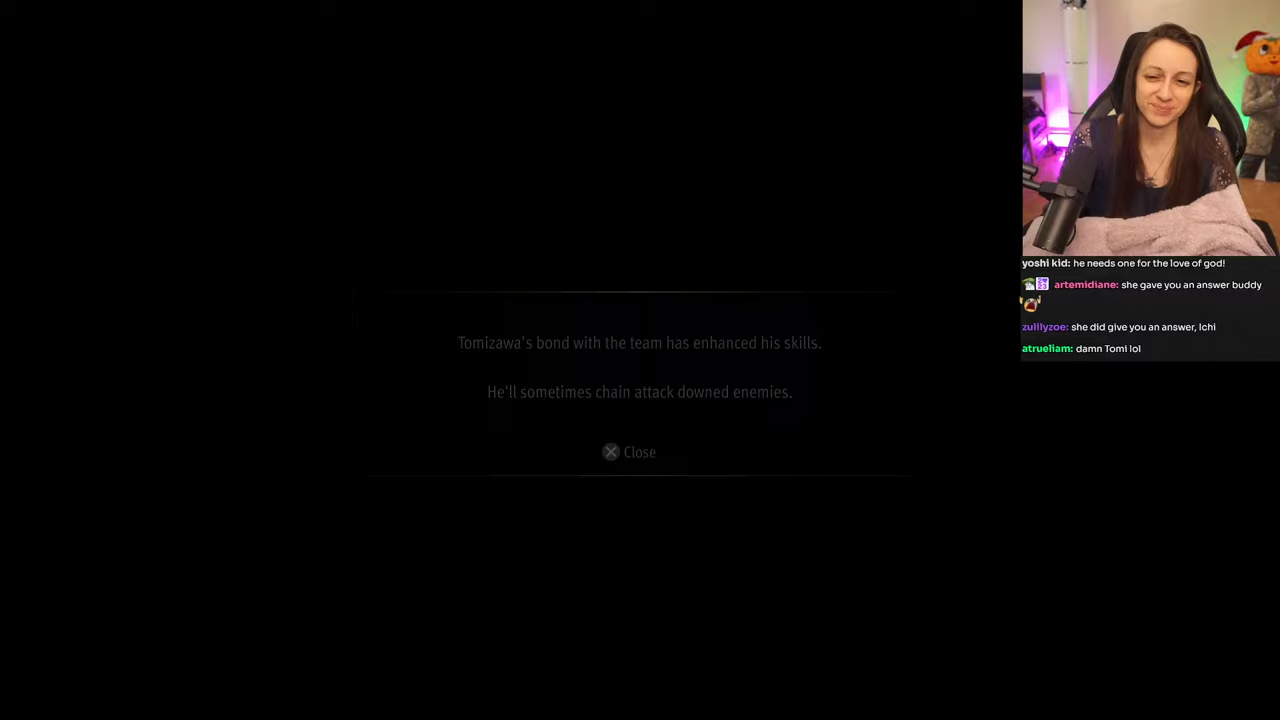 yoshi kid: he needs one for the love of god!
artemidiane: she gave you an answer buddy
zulilyzoe: she did give you an answer, Ichi
atrueliam: damn Tomi lol
Tomizawa's bond with the team has enhanced his skills.
He'll sometimes chain attack downed enemies.
Close